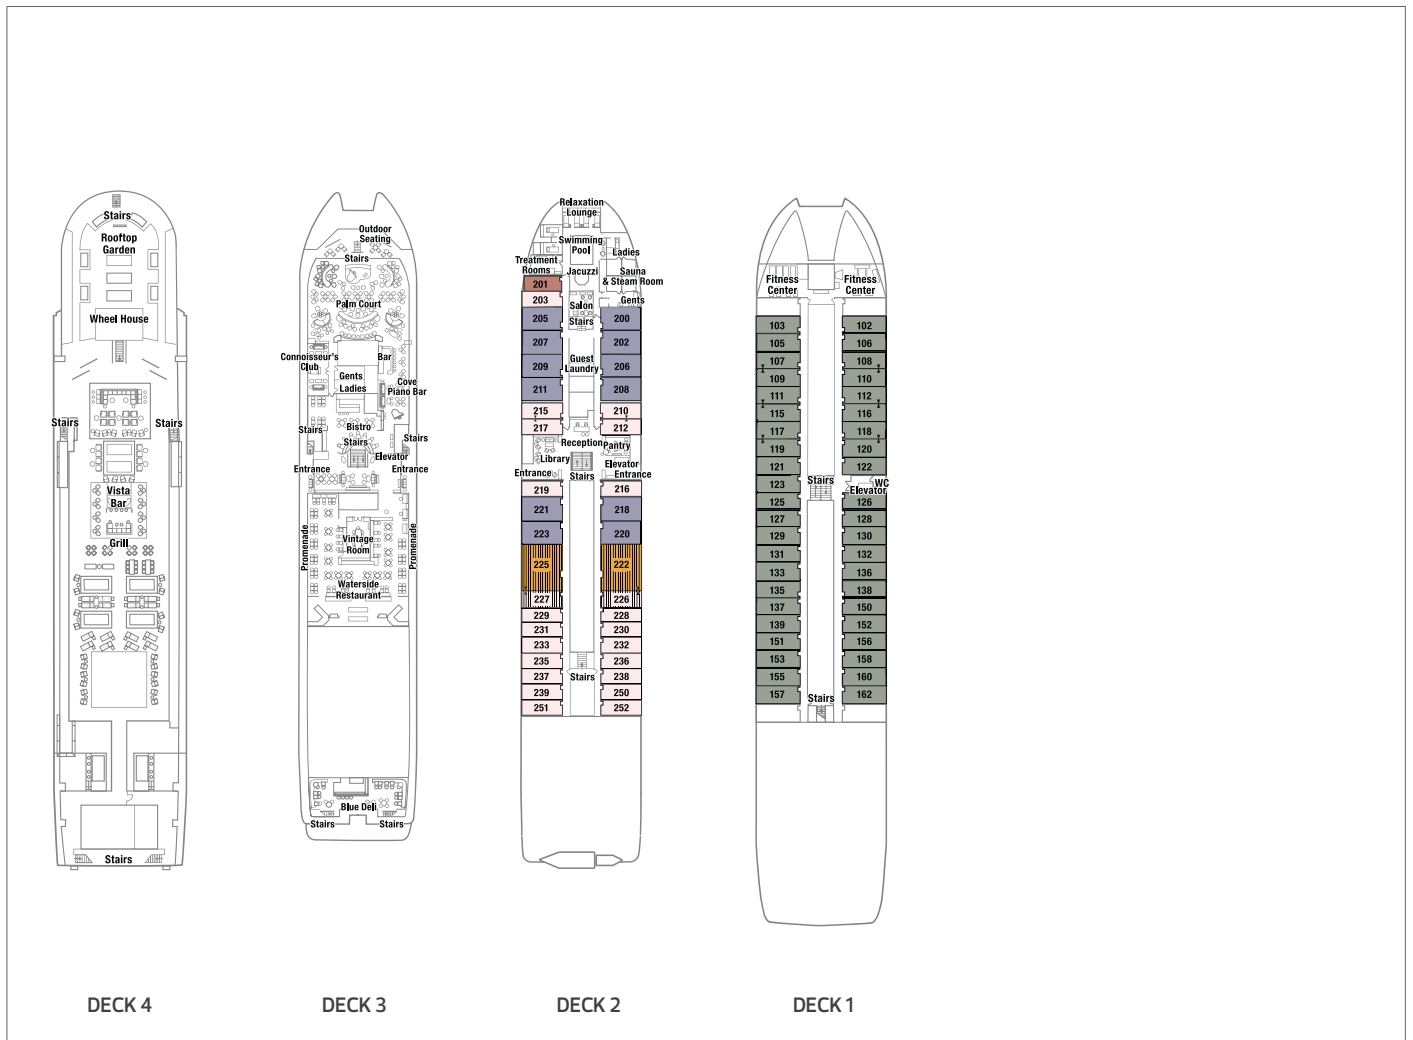 Stairs
Rooftop
Garden
Wheel House
Stairs
Stairs
Vista
Bar
Grill
Stairs
DECK 4
Outdoor
Seating
Stairs
Palm Court
Connoisseur's
Club
Bar
Gents
Ladies
Cove
Piano Bar
Bistro
Stairs
Stairs
Stairs
Elevator
Entrance
Entrance
Promenade
Promenade
Vintage
Room
Waterside
Restaurant
Blue Deli
Stairs
Stairs
DECK 3
Relaxation
Lounge
Swimming
Pool
Ladies
Treatment
Rooms
Jacuzzi
Sauna
& Steam Room
Gents
Salon
Stairs
Guest
Laundry
Reception
Pantry
Library
Elevator
Entrance
Stairs
Entrance
Stairs
201
203
205
207
209
211
215
217
219
221
223
225
227
229
231
233
235
237
239
251
200
202
206
208
210
212
216
218
220
222
226
228
230
232
236
238
250
252
DECK 2
Fitness
Center
Fitness
Center
103
105
107
109
111
115
117
119
121
123
125
127
129
131
133
135
137
139
151
153
155
157
Stairs
Stairs
WC
Elevator
102
106
108
110
112
116
118
120
122
126
128
130
132
136
138
150
152
156
158
160
162
DECK 1